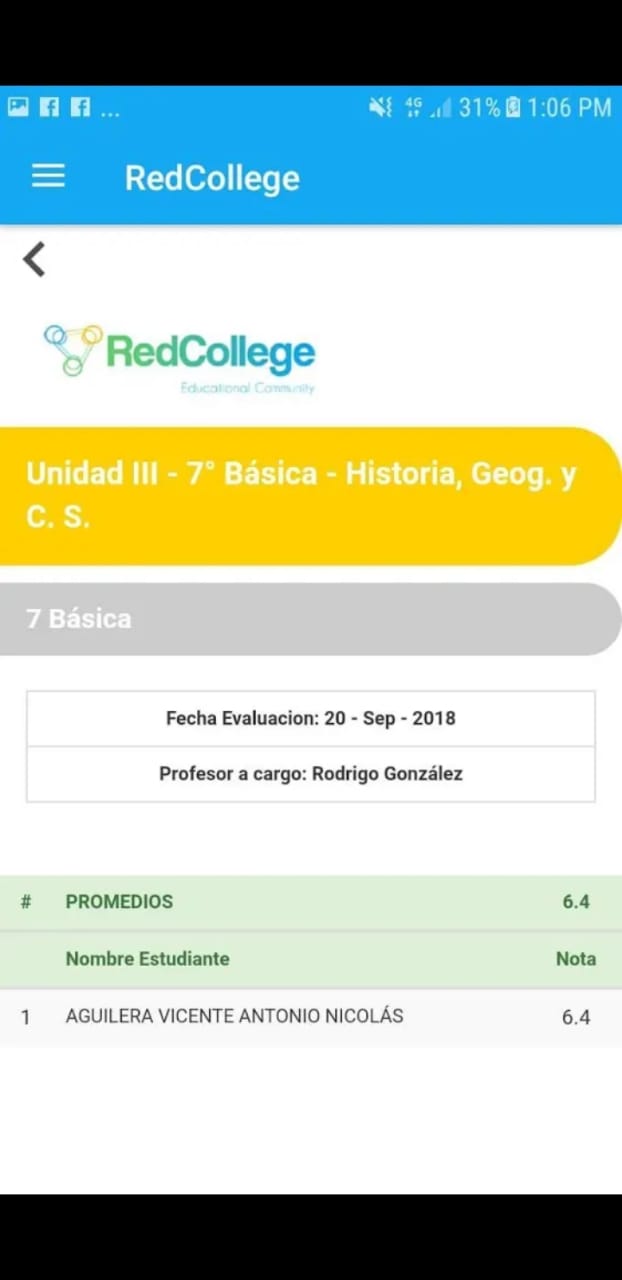 ... 4G 31% 1:06 PM
RedCollege
RedCollege
Educational Community
Unidad III - 7° Básica - Historia, Geog. y
C. S.
7 Básica
Fecha Evaluacion: 20 - Sep - 2018
Profesor a cargo: Rodrigo González
# PROMEDIOS 6.4
Nombre Estudiante Nota
1 AGUILERA VICENTE ANTONIO NICOLÁS 6.4